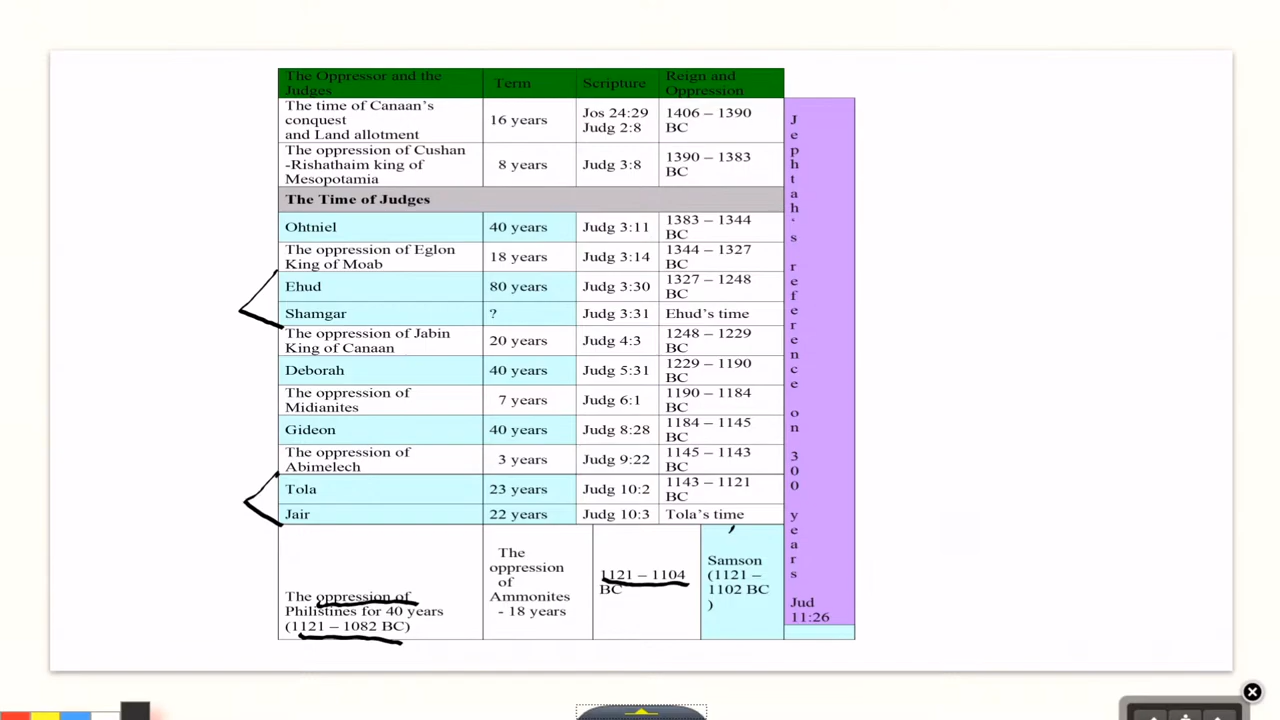 The Oppressor and the
Judges
Term
Scripture
Reign and
Oppression
The time of Canaan's
conquest
and Land allotment
16 years
Jos 24:29
Judg 2:8
1406 – 1390
BC
The oppression of Cushan
-Rishathaim king of
Mesopotamia
8 years
Judg 3:8
1390 – 1383
BC
The Time of Judges
Ohtniel
40 years
Judg 3:11
1383 – 1344
BC
The oppression of Eglon
King of Moab
18 years
Judg 3:14
1344 – 1327
BC
Ehud
80 years
Judg 3:30
1327 – 1248
BC
Shamgar
?
Judg 3:31
Ehud's time
The oppression of Jabin
King of Canaan
20 years
Judg 4:3
1248 – 1229
BC
Deborah
40 years
Judg 5:31
1229 – 1190
BC
The oppression of
Midianites
7 years
Judg 6:1
1190 – 1184
BC
Gideon
40 years
Judg 8:28
1184 – 1145
BC
The oppression of
Abimelech
3 years
Judg 9:22
1145 – 1143
BC
Tola
23 years
Judg 10:2
1143 – 1121
BC
Jair
22 years
Judg 10:3
Tola's time
The oppression of
Philistines for 40 years
(1121 – 1082 BC)
The
oppression
of
Ammonites
- 18 years
1121 – 1104
BC
Samson
(1121 –
1102 BC
)
Jephtah's reference on 300 years
Jud
11:26